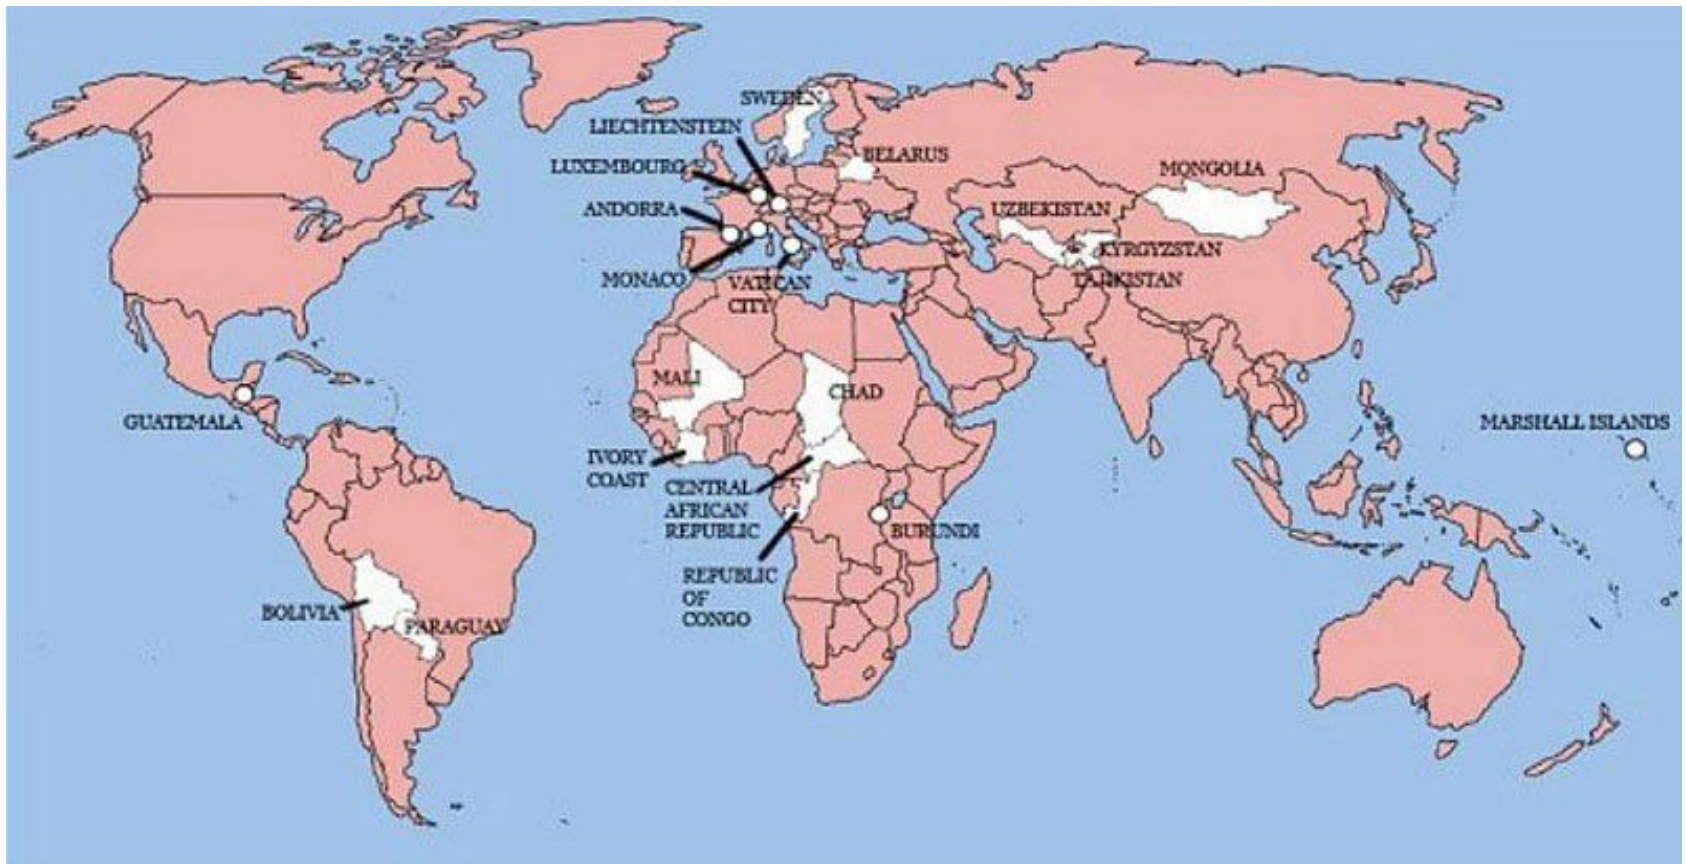 SWEDEN
LIECHTENSTEIN
BELARUS
LUXEMBOURG
MONGOLIA
ANDORRA
UZBEKISTAN
KYRGYZSTAN
MONACO
VATICAN
CITY
TAJIKISTAN
MALI
CHAD
GUATEMALA
MARSHALL ISLANDS
IVORY
COAST
CENTRAL
AFRICAN
REPUBLIC
BURUNDI
REPUBLIC
OF
CONGO
BOLIVIA
PARAGUAY